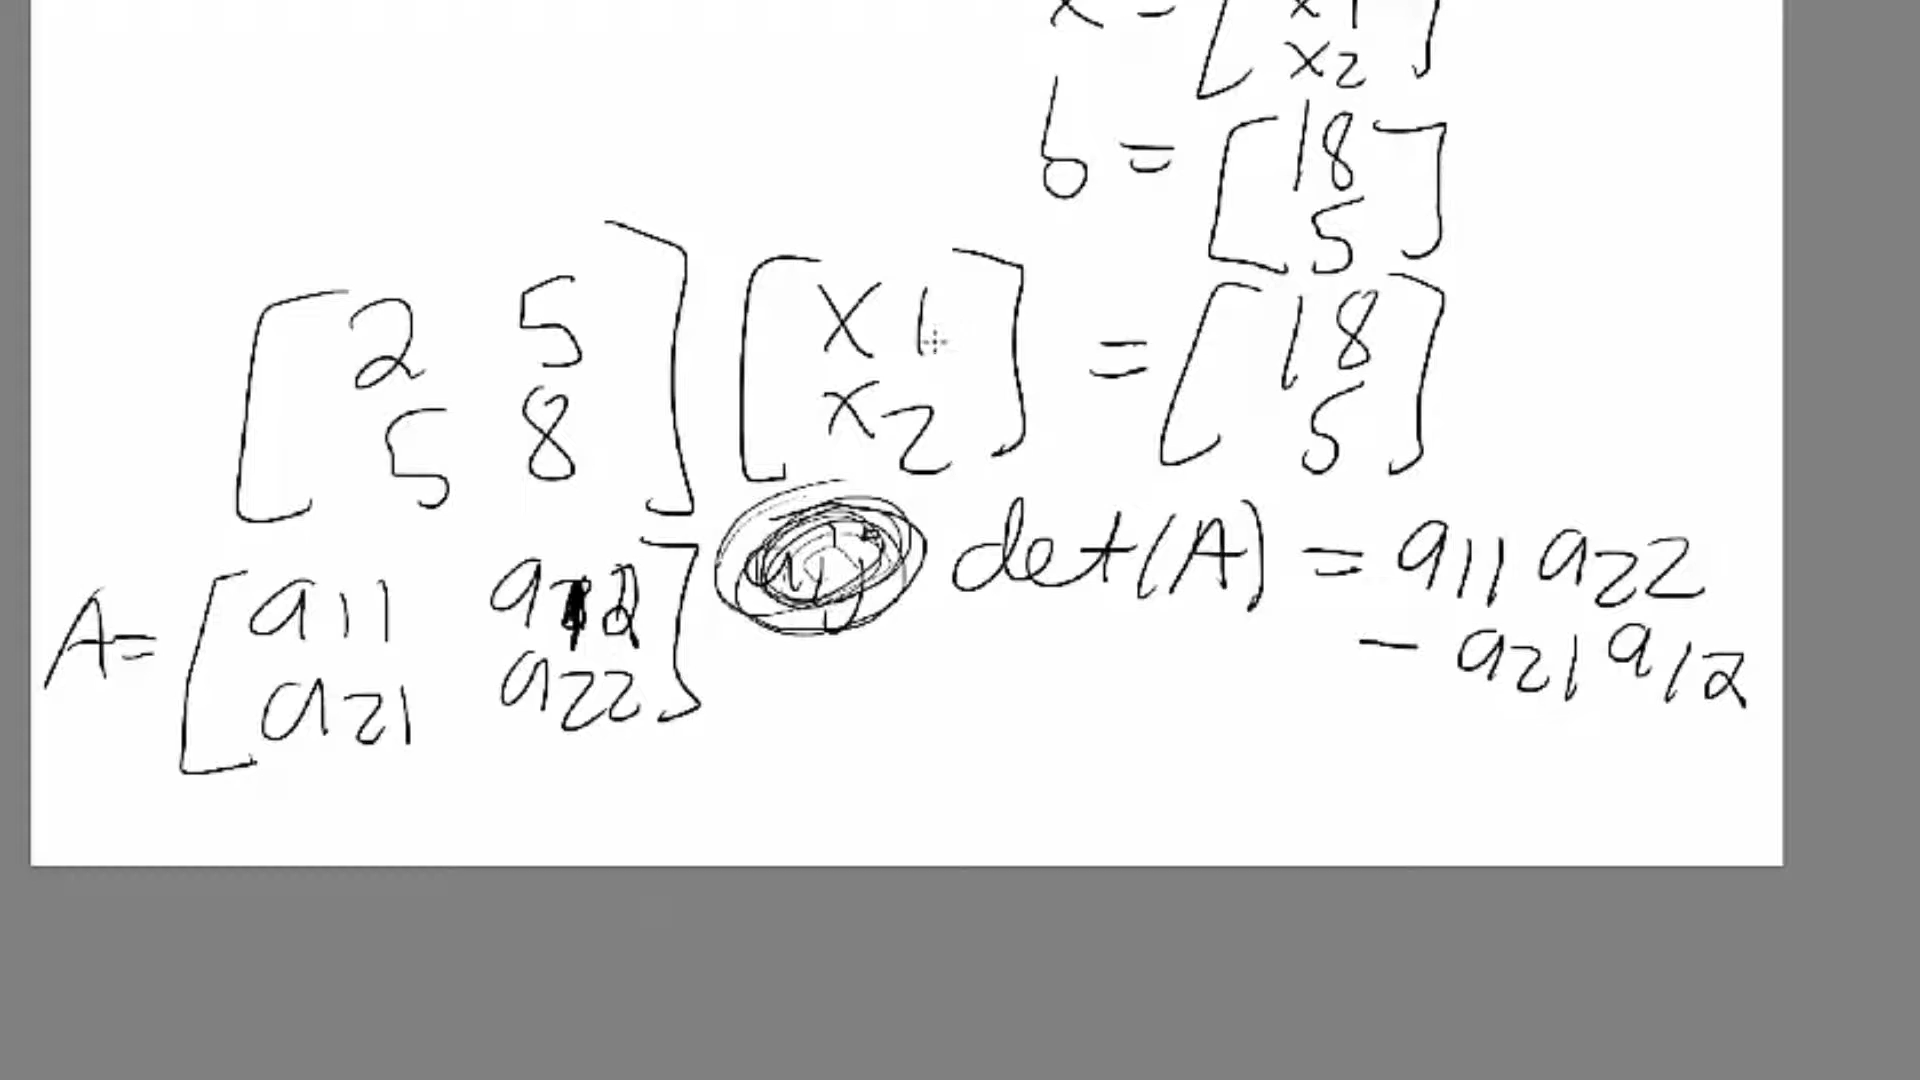 x = [x1
x2]
b = [18
5]
[2 5
5 8] [x1
x2] = [18
5]
A = [a11 a12
a21 a22] det(A) = a11 a22
- a21 a12